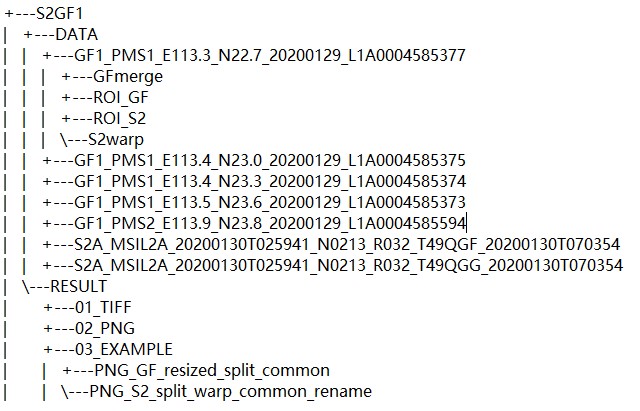 +---S2GF1
| +---DATA
| | +---GF1_PMS1_E113.3_N22.7_20200129_L1A0004585377
| | | +---GFmerge
| | | +---ROI_GF
| | | +---ROI_S2
| | | \---S2warp
| | +---GF1_PMS1_E113.4_N23.0_20200129_L1A0004585375
| | +---GF1_PMS1_E113.4_N23.3_20200129_L1A0004585374
| | +---GF1_PMS1_E113.5_N23.6_20200129_L1A0004585373
| | +---GF1_PMS2_E113.9_N23.8_20200129_L1A0004585594
| | +---S2A_MSIL2A_20200130T025941_N0213_R032_T49QGF_20200130T070354
| | +---S2A_MSIL2A_20200130T025941_N0213_R032_T49QGG_20200130T070354
| \---RESULT
| +---01_TIFF
| +---02_PNG
| +---03_EXAMPLE
| | +---PNG_GF_resized_split_common
| | \---PNG_S2_split_warp_common_rename